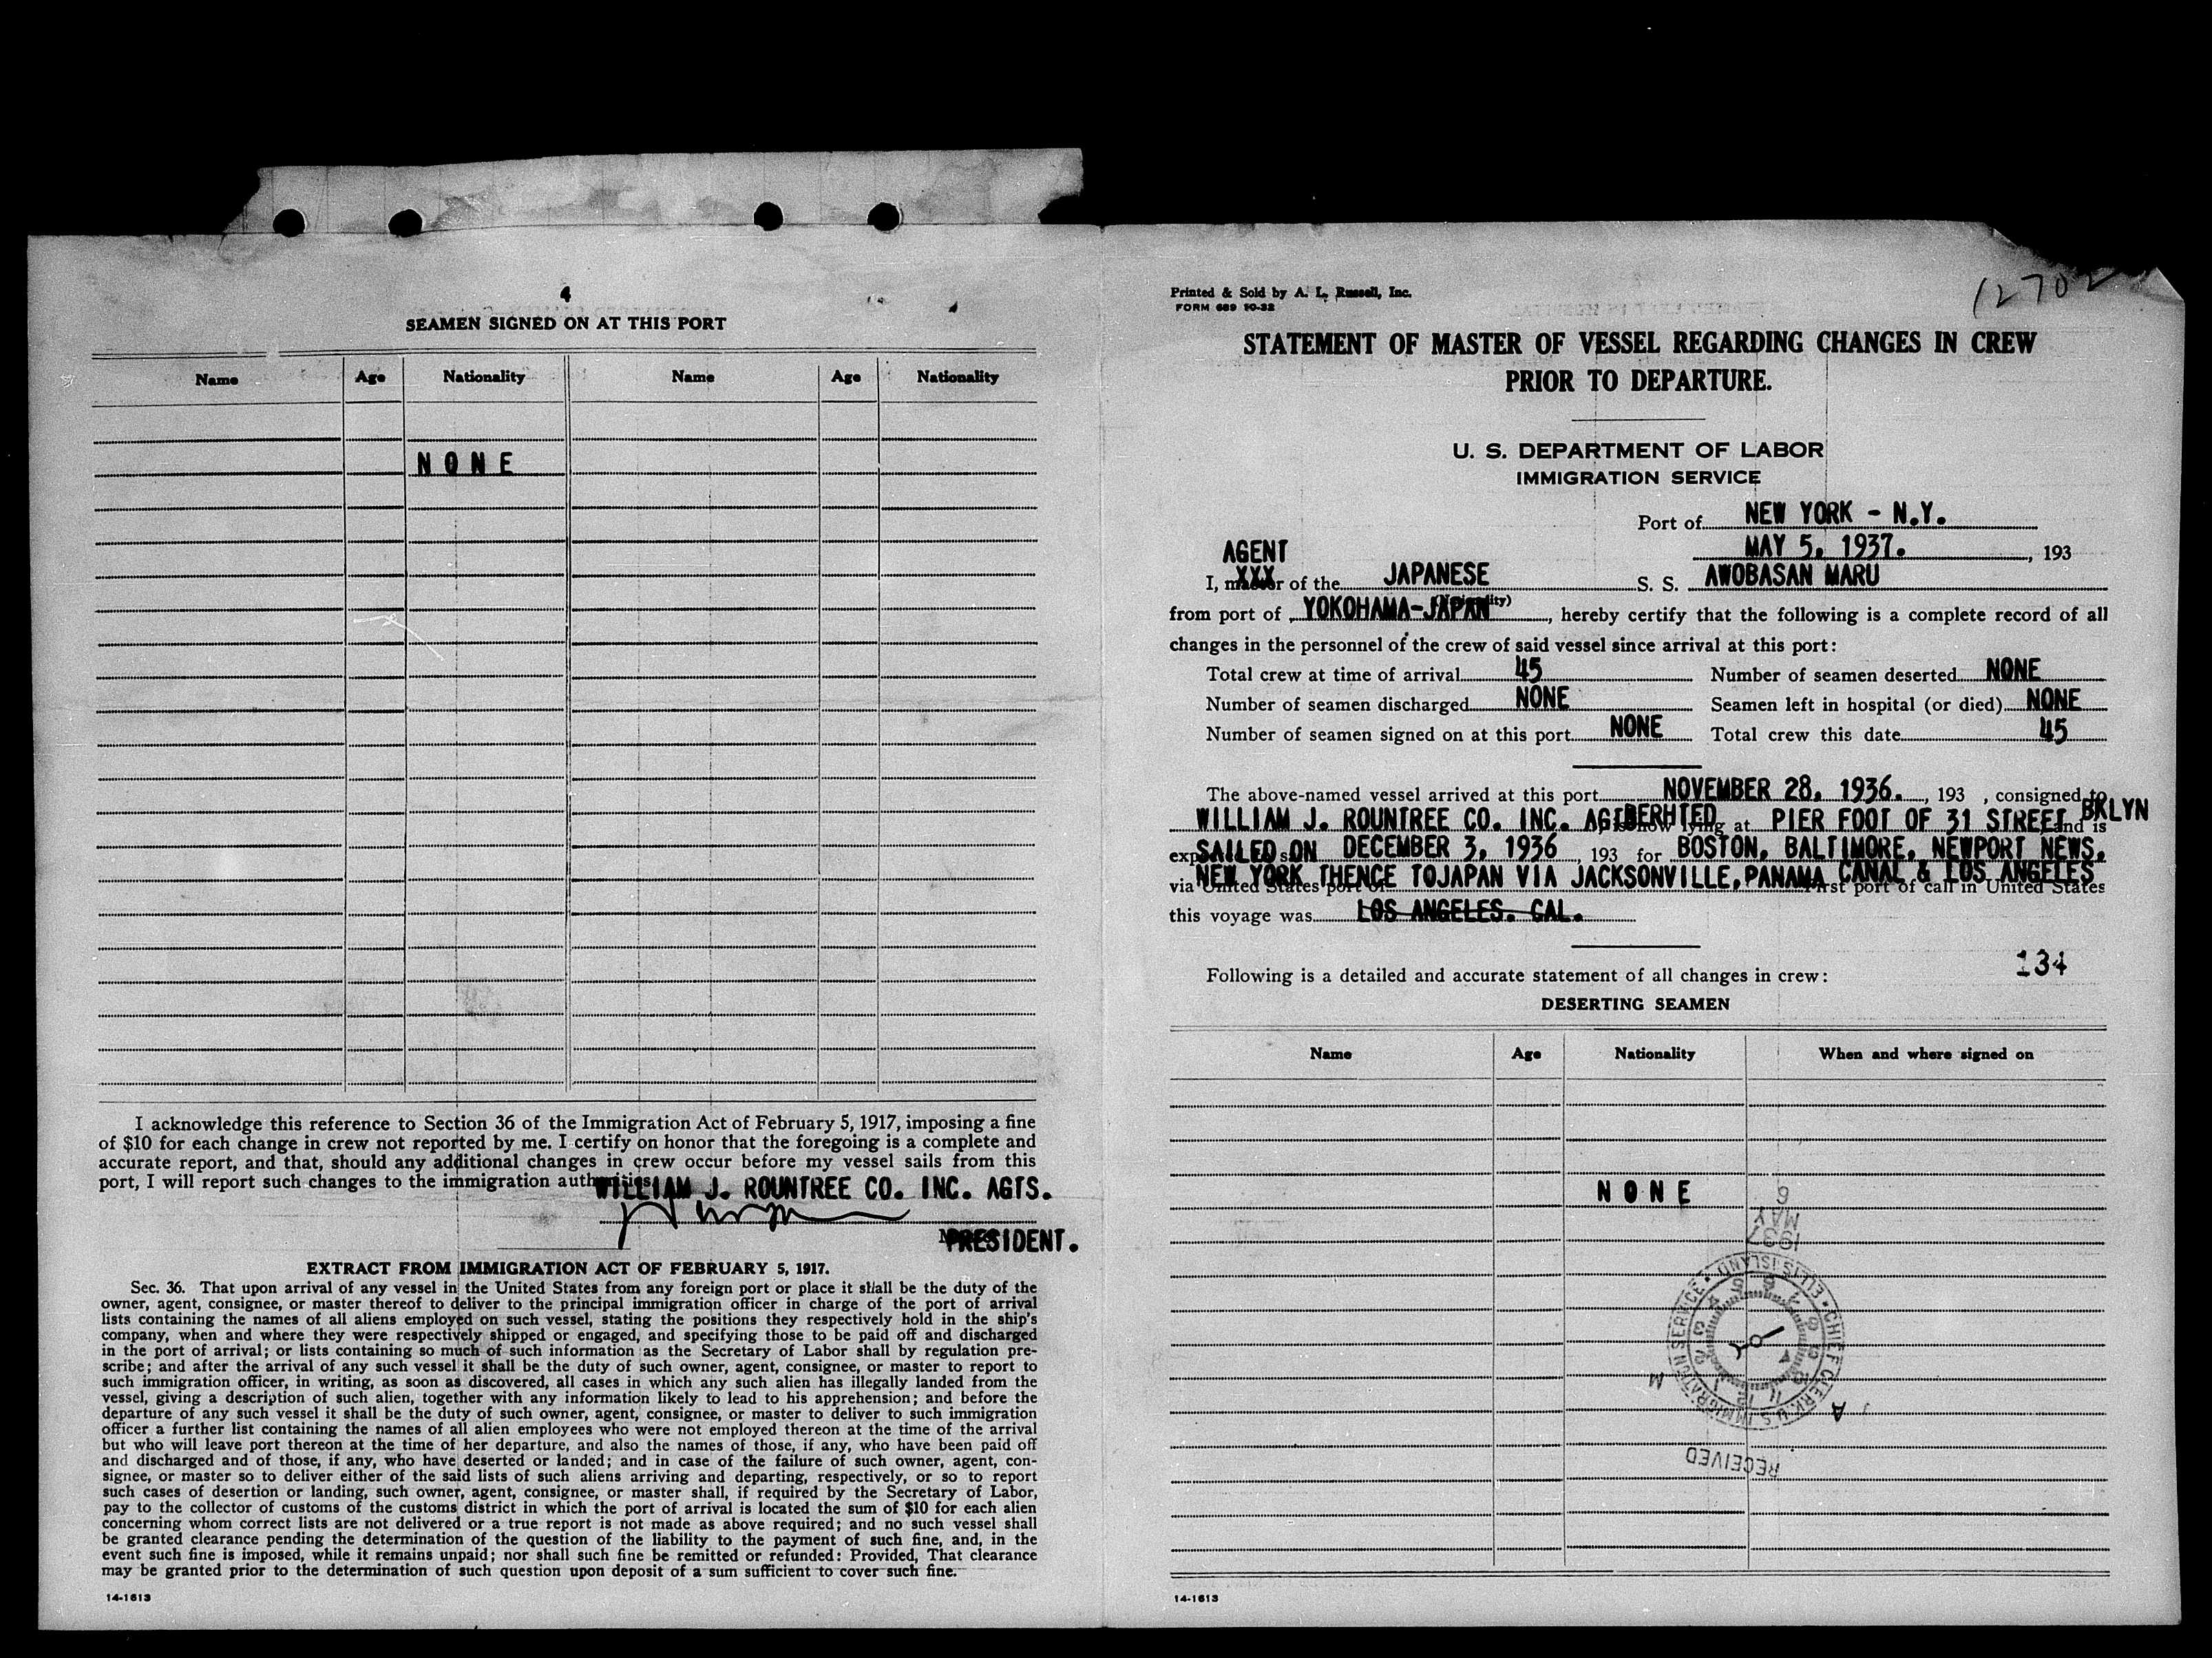 4
SEAMEN SIGNED ON AT THIS PORT
Name Age Nationality Name Age Nationality
NONE
I acknowledge this reference to Section 36 of the Immigration Act of February 5, 1917, imposing a fine
of $10 for each change in crew not reported by me. I certify on honor that the foregoing is a complete and
accurate report, and that, should any additional changes in crew occur before my vessel sails from this
port, I will report such changes to the immigration authorities.
WILLIAM J. ROUNTREE CO. INC. AGTS.
PRESIDENT.
EXTRACT FROM IMMIGRATION ACT OF FEBRUARY 5, 1917.
Sec. 36. That upon arrival of any vessel in the United States from any foreign port or place it shall be the duty of the
owner, agent, consignee, or master thereof to deliver to the principal immigration officer in charge of the port of arrival
lists containing the names of all aliens employed on such vessel, stating the positions they respectively hold in the ship's
company, when and where they were respectively shipped or engaged, and specifying those to be paid off and discharged
in the port of arrival; or lists containing so much of such information as the Secretary of Labor shall by regulation pre-
scribe; and after the arrival of any such vessel it shall be the duty of such owner, agent, consignee, or master to report to
such immigration officer, in writing, as soon as discovered, all cases in which any such alien has illegally landed from the
vessel, giving a description of such alien, together with any information likely to lead to his apprehension; and before the
departure of any such vessel it shall be the duty of such owner, agent, consignee, or master to deliver to such immigration
officer a further list containing the names of all alien employees who were not employed thereon at the time of the arrival
but who will leave port thereon at the time of her departure, and also the names of those, if any, who have been paid off
and discharged and of those, if any, who have deserted or landed; and in case of the failure of such owner, agent, con-
signee, or master so to deliver either of the said lists of such aliens arriving and departing, respectively, or so to report
such cases of desertion or landing, such owner, agent, consignee, or master shall, if required by the Secretary of Labor,
pay to the collector of customs of the customs district in which the port of arrival is located the sum of $10 for each alien
concerning whom correct lists are not delivered or a true report is not made as above required; and no such vessel shall
be granted clearance pending the determination of the question of the liability to the payment of such fine, and, in the
event such fine is imposed, while it remains unpaid; nor shall such fine be remitted or refunded: Provided, That clearance
may be granted prior to the determination of such question upon deposit of a sum sufficient to cover such fine.
14-1613
Printed & Sold by A. L. Russell, Inc.
FORM 689 10-32
12702
STATEMENT OF MASTER OF VESSEL REGARDING CHANGES IN CREW
PRIOR TO DEPARTURE.
U. S. DEPARTMENT OF LABOR
IMMIGRATION SERVICE
Port of NEW YORK - N.Y.
MAY 5, 1937. , 193
AGENT
I, master of the JAPANESE S. S. AWOBASAN MARU
from port of YOKOHAMA-JAPAN , hereby certify that the following is a complete record of all
changes in the personnel of the crew of said vessel since arrival at this port:
Total crew at time of arrival 45 Number of seamen deserted NONE
Number of seamen discharged NONE Seamen left in hospital (or died) NONE
Number of seamen signed on at this port NONE Total crew this date 45
The above-named vessel arrived at this port NOVEMBER 28, 1936. , 193 , consigned to
WILLIAM J. ROUNTREE CO. INC. AGT BERHTED lying at PIER FOOT OF 31 STREET BKLYN and is
SAILED ON DECEMBER 3, 1936 , 193 for BOSTON, BALTIMORE, NEWPORT NEWS,
via NEW YORK THENCE TOJAPAN VIA JACKSONVILLE, PANAMA CANAL & LOS ANGELES first port of call in United States
this voyage was LOS ANGELES. CAL.
134
Following is a detailed and accurate statement of all changes in crew:
DESERTING SEAMEN
Name Age Nationality When and where signed on
NONE
RECEIVED
CHIEF CLERK U.S. IMMIGRATION SERVICE • ELLIS ISLAND •
1937
MAY
6
14-1613